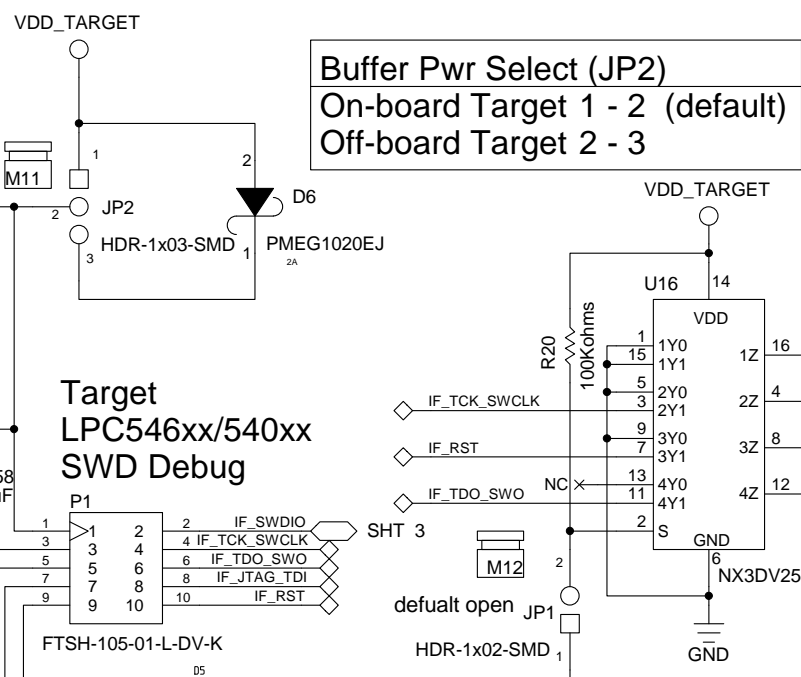 VDD_TARGET
Buffer Pwr Select (JP2)
On-board Target 1 - 2 (default)
Off-board Target 2 - 3
M11
1
2
3
JP2
HDR-1x03-SMD
2
1
D6
PMEG1020EJ
2A
VDD_TARGET
U16
14
VDD
R20
100Kohms
1 1Y0
15 1Y1
5 2Y0
3 2Y1
9 3Y0
7 3Y1
13 4Y0
11 4Y1
2 S
1Z 16
2Z 4
3Z 8
4Z 12
GND
6
NX3DV25
IF_TCK_SWCLK
IF_RST
NC
IF_TDO_SWO
Target
LPC546xx/540xx
SWD Debug
58
uF
P1
1 1 2 2 IF_SWDIO
3 3 4 4 IF_TCK_SWCLK
5 5 6 6 IF_TDO_SWO
7 7 8 8 IF_JTAG_TDI
9 9 10 10 IF_RST
SHT 3
FTSH-105-01-L-DV-K
D5
M12
2
defualt open
JP1
HDR-1x02-SMD
1
GND